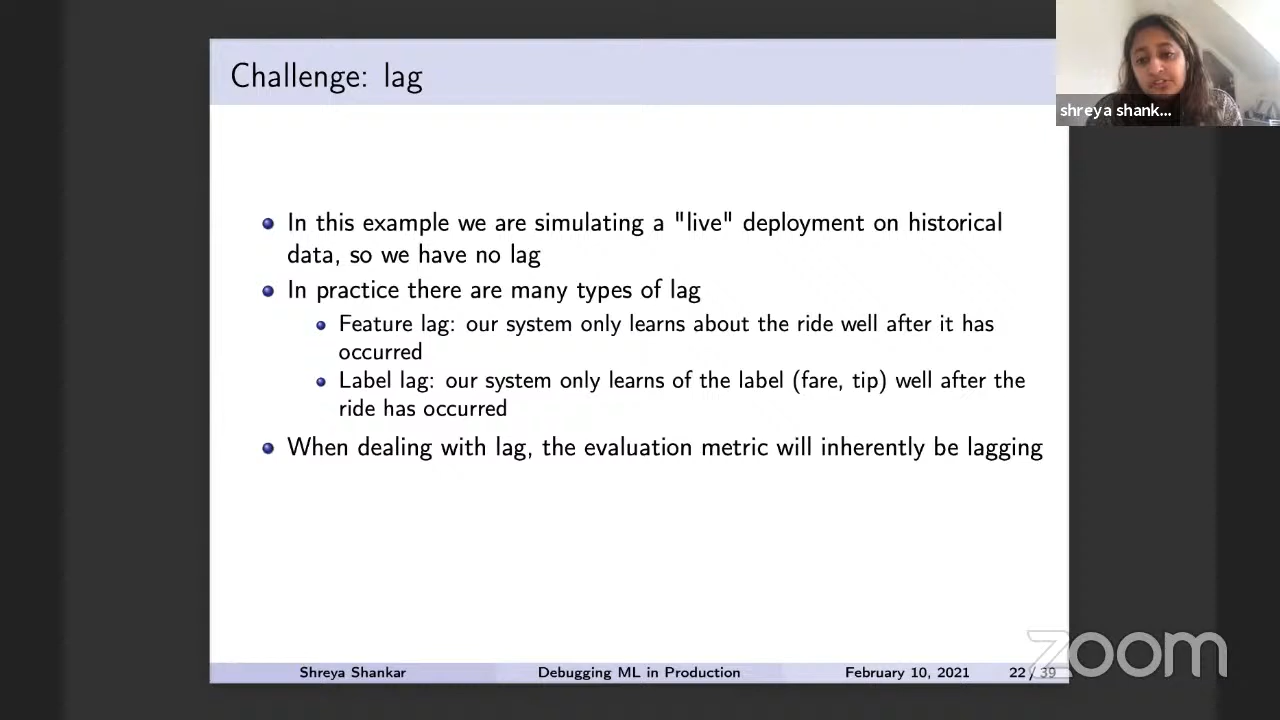 Challenge: lag
shreya shank...
In this example we are simulating a "live" deployment on historical
data, so we have no lag
In practice there are many types of lag
Feature lag: our system only learns about the ride well after it has
occurred
Label lag: our system only learns of the label (fare, tip) well after the
ride has occurred
When dealing with lag, the evaluation metric will inherently be lagging
Shreya Shankar Debugging ML in Production February 10, 2021 22 / 39
zoom